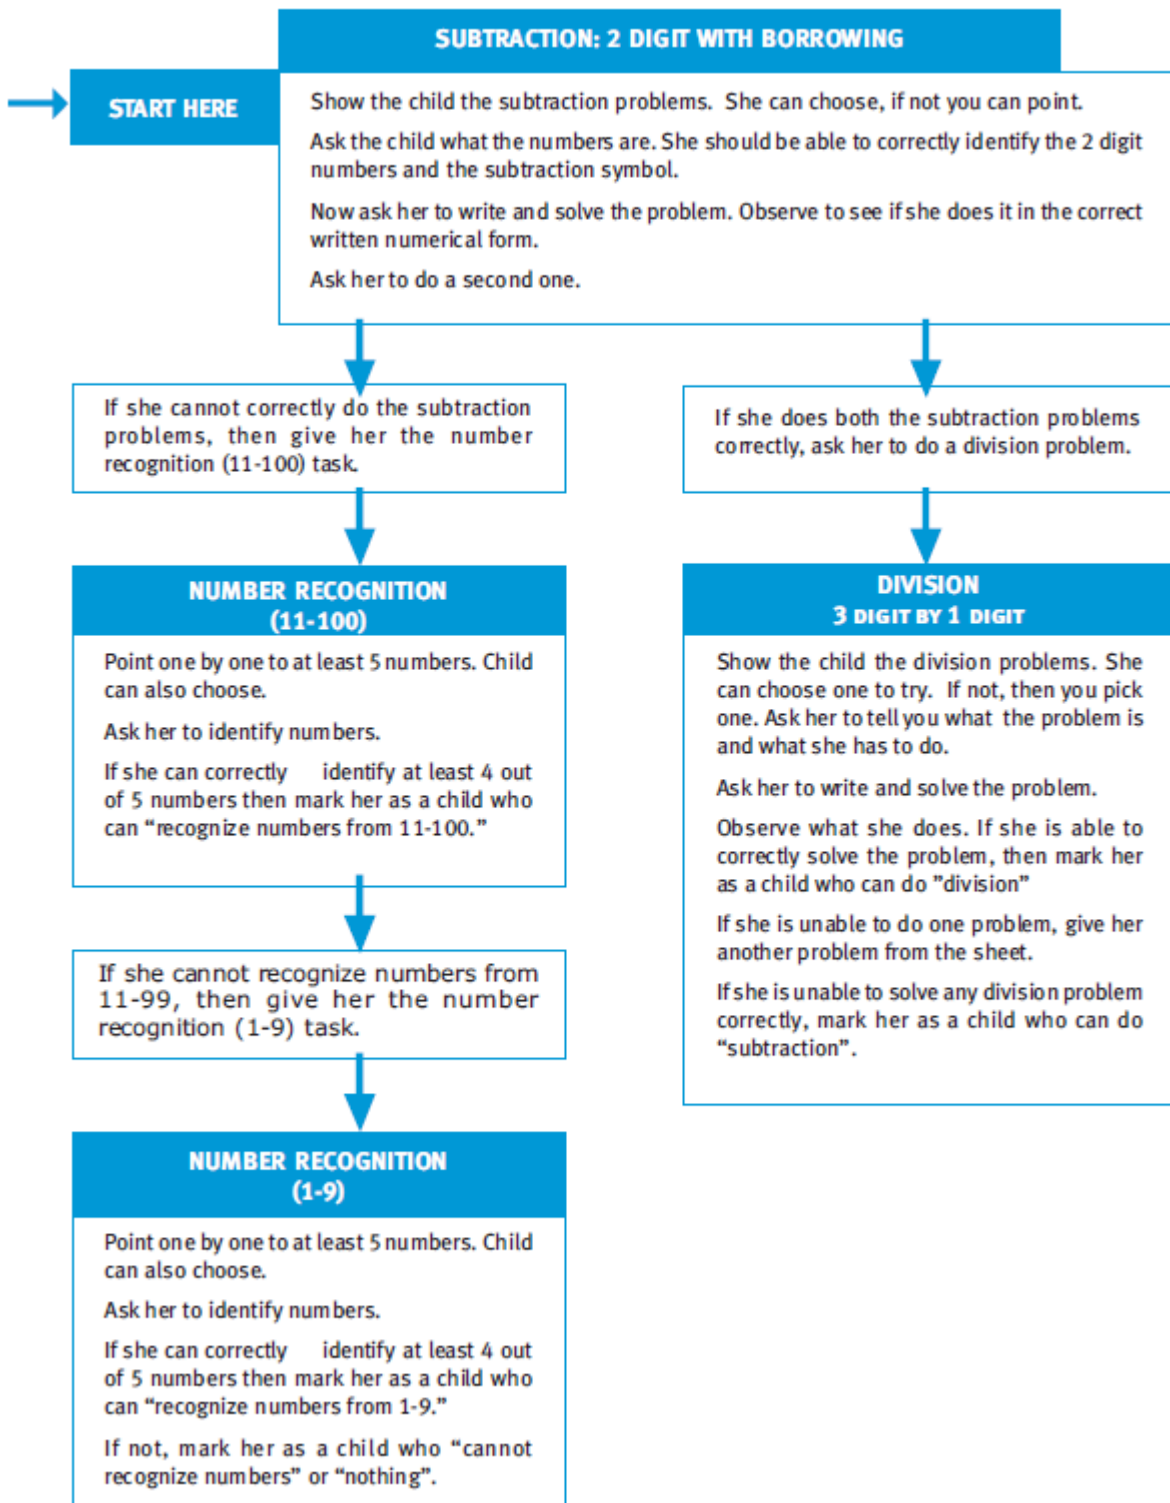 SUBTRACTION: 2 DIGIT WITH BORROWING
START HERE
Show the child the subtraction problems. She can choose, if not you can point.
Ask the child what the numbers are. She should be able to correctly identify the 2 digit
numbers and the subtraction symbol.
Now ask her to write and solve the problem. Observe to see if she does it in the correct
written numerical form.
Ask her to do a second one.
If she cannot correctly do the subtraction
problems, then give her the number
recognition (11-100) task.
If she does both the subtraction problems
correctly, ask her to do a division problem.
NUMBER RECOGNITION
(11-100)
Point one by one to at least 5 numbers. Child
can also choose.
Ask her to identify numbers.
If she can correctly identify at least 4 out
of 5 numbers then mark her as a child who
can “recognize numbers from 11-100.”
DIVISION
3 DIGIT BY 1 DIGIT
Show the child the division problems. She
can choose one to try. If not, then you pick
one. Ask her to tell you what the problem is
and what she has to do.
Ask her to write and solve the problem.
Observe what she does. If she is able to
correctly solve the problem, then mark her
as a child who can do ”division”
If she is unable to do one problem, give her
another problem from the sheet.
If she is unable to solve any division problem
correctly, mark her as a child who can do
“subtraction”.
If she cannot recognize numbers from
11-99, then give her the number
recognition (1-9) task.
NUMBER RECOGNITION
(1-9)
Point one by one to at least 5 numbers. Child
can also choose.
Ask her to identify numbers.
If she can correctly identify at least 4 out
of 5 numbers then mark her as a child who
can “recognize numbers from 1-9.”
If not, mark her as a child who “cannot
recognize numbers” or “nothing”.